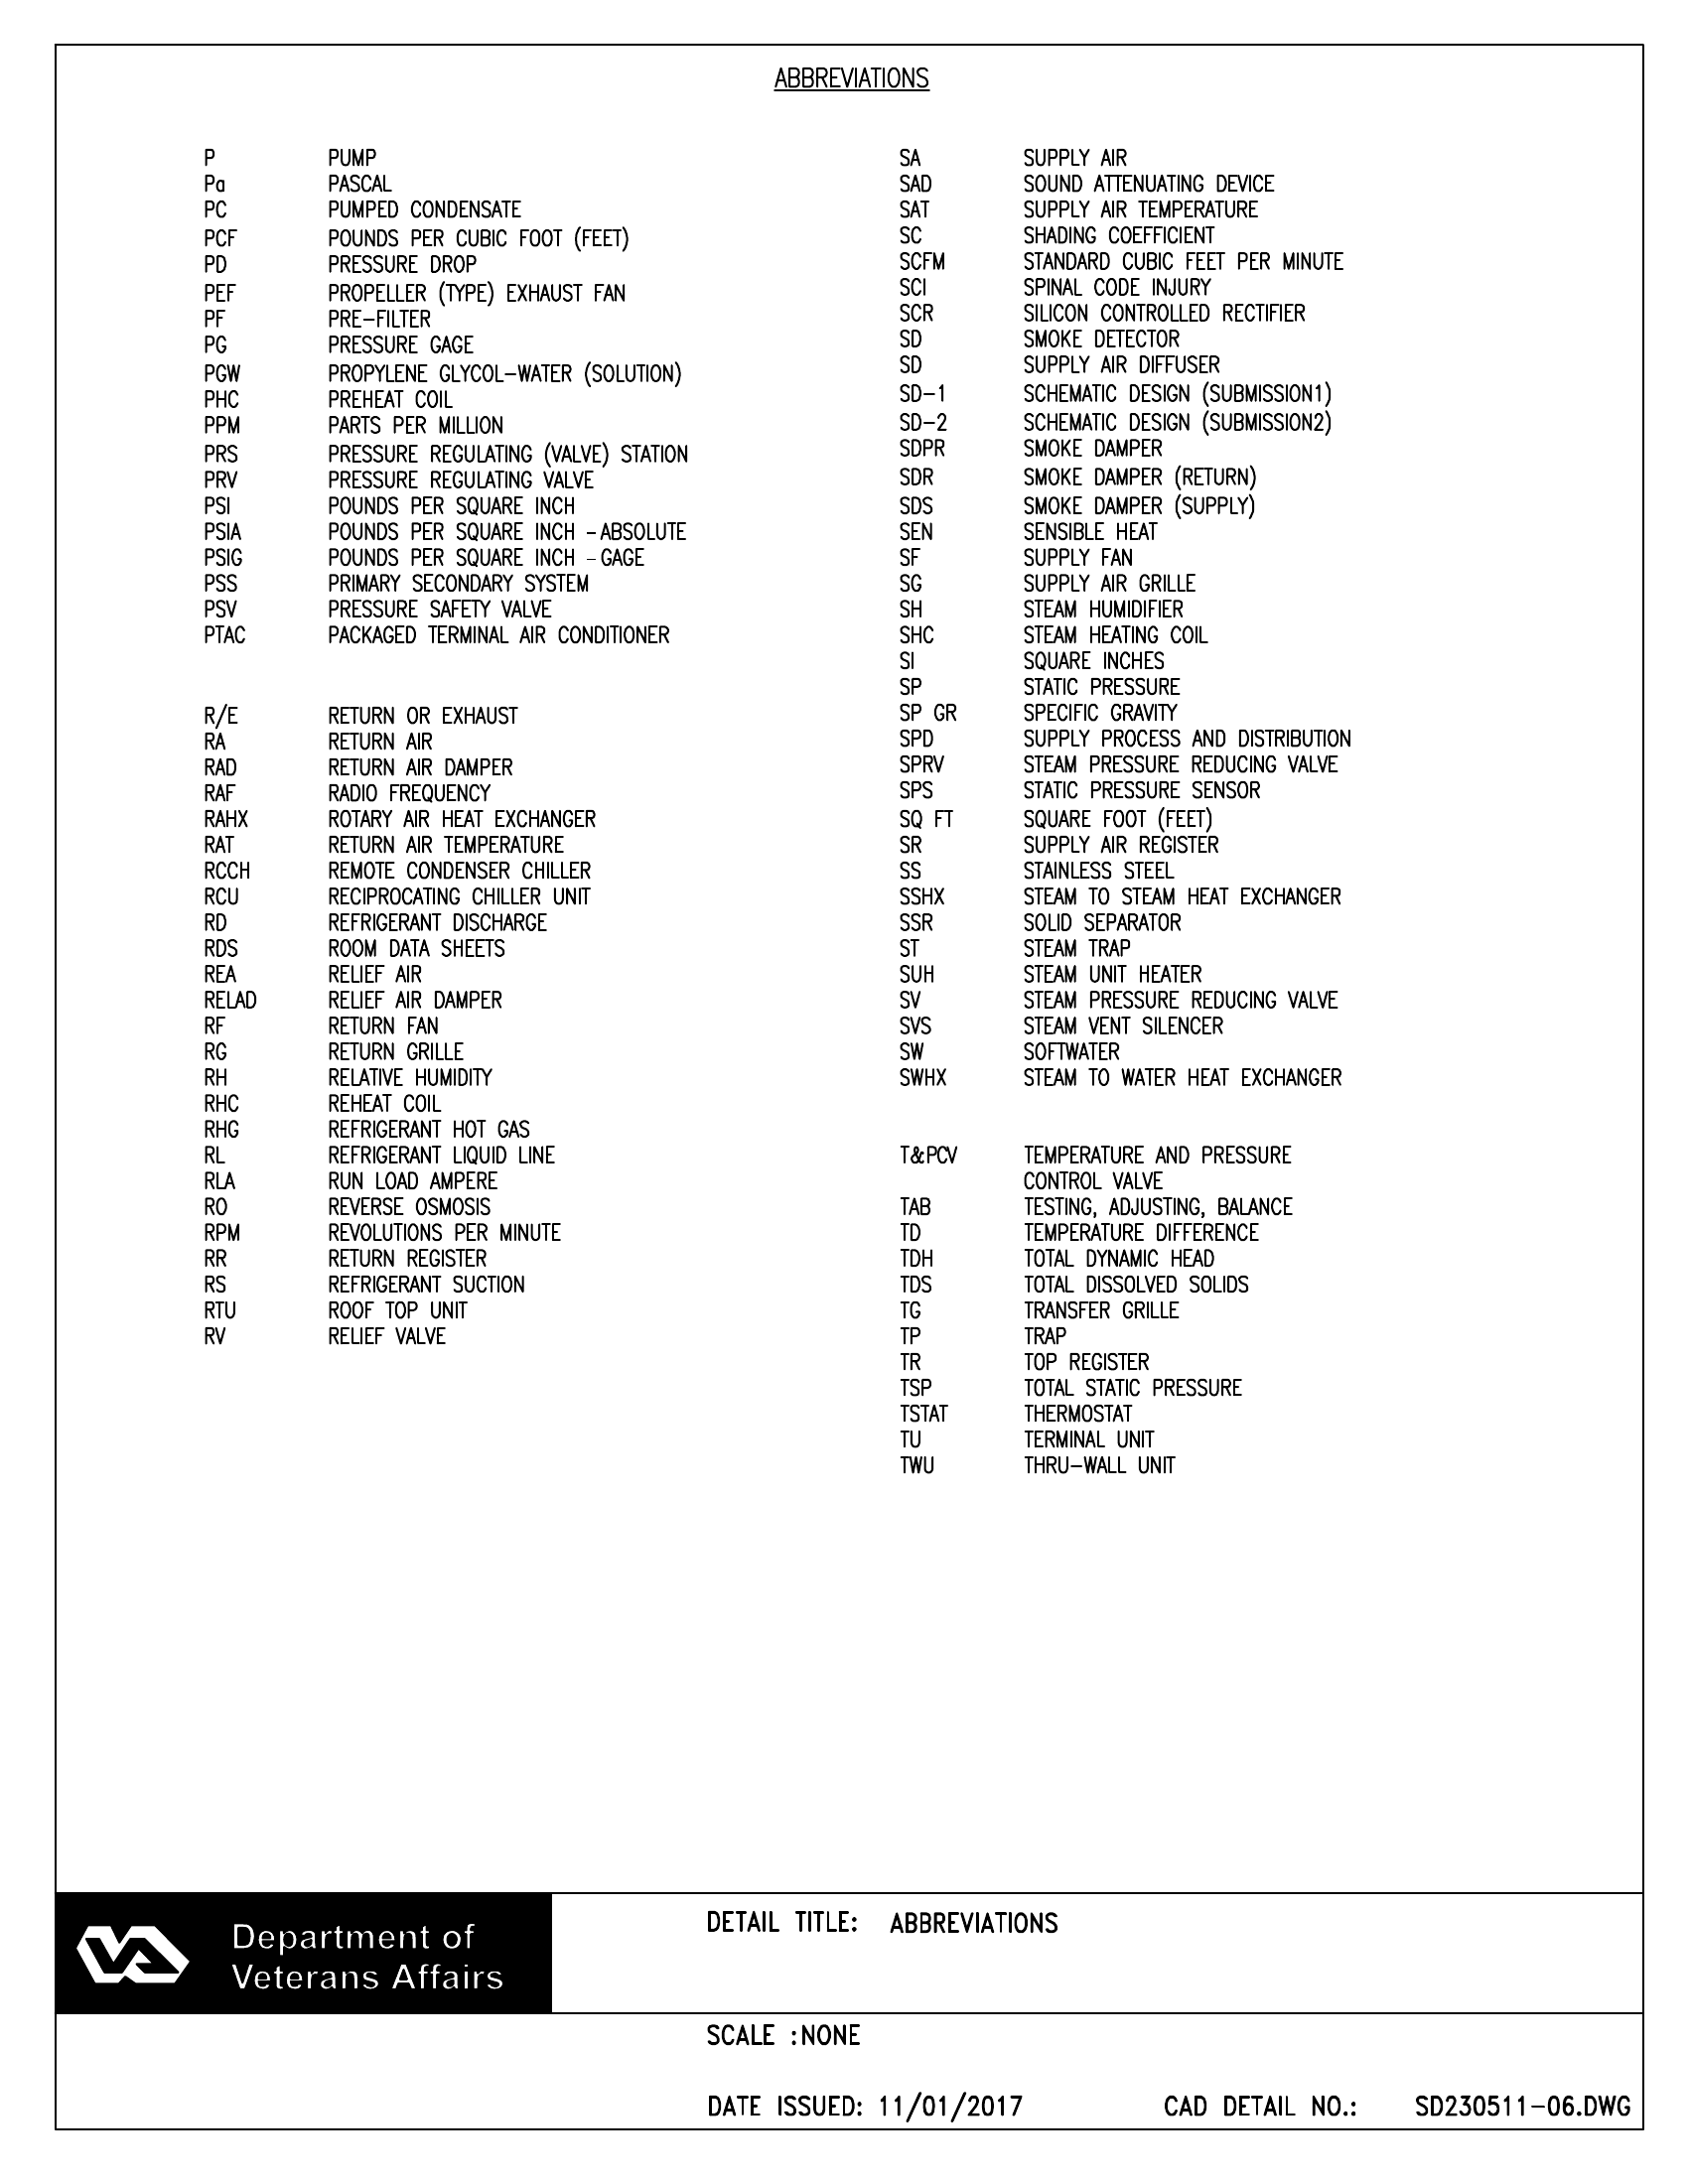 ABBREVIATIONS
P PUMP
Pa PASCAL
PC PUMPED CONDENSATE
PCF POUNDS PER CUBIC FOOT (FEET)
PD PRESSURE DROP
PEF PROPELLER (TYPE) EXHAUST FAN
PF PRE-FILTER
PG PRESSURE GAGE
PGW PROPYLENE GLYCOL-WATER (SOLUTION)
PHC PREHEAT COIL
PPM PARTS PER MILLION
PRS PRESSURE REGULATING (VALVE) STATION
PRV PRESSURE REGULATING VALVE
PSI POUNDS PER SQUARE INCH
PSIA POUNDS PER SQUARE INCH - ABSOLUTE
PSIG POUNDS PER SQUARE INCH - GAGE
PSS PRIMARY SECONDARY SYSTEM
PSV PRESSURE SAFETY VALVE
PTAC PACKAGED TERMINAL AIR CONDITIONER
R/E RETURN OR EXHAUST
RA RETURN AIR
RAD RETURN AIR DAMPER
RAF RADIO FREQUENCY
RAHX ROTARY AIR HEAT EXCHANGER
RAT RETURN AIR TEMPERATURE
RCCH REMOTE CONDENSER CHILLER
RCU RECIPROCATING CHILLER UNIT
RD REFRIGERANT DISCHARGE
RDS ROOM DATA SHEETS
REA RELIEF AIR
RELAD RELIEF AIR DAMPER
RF RETURN FAN
RG RETURN GRILLE
RH RELATIVE HUMIDITY
RHC REHEAT COIL
RHG REFRIGERANT HOT GAS
RL REFRIGERANT LIQUID LINE
RLA RUN LOAD AMPERE
RO REVERSE OSMOSIS
RPM REVOLUTIONS PER MINUTE
RR RETURN REGISTER
RS REFRIGERANT SUCTION
RTU ROOF TOP UNIT
RV RELIEF VALVE
SA SUPPLY AIR
SAD SOUND ATTENUATING DEVICE
SAT SUPPLY AIR TEMPERATURE
SC SHADING COEFFICIENT
SCFM STANDARD CUBIC FEET PER MINUTE
SCI SPINAL CODE INJURY
SCR SILICON CONTROLLED RECTIFIER
SD SMOKE DETECTOR
SD SUPPLY AIR DIFFUSER
SD-1 SCHEMATIC DESIGN (SUBMISSION1)
SD-2 SCHEMATIC DESIGN (SUBMISSION2)
SDPR SMOKE DAMPER
SDR SMOKE DAMPER (RETURN)
SDS SMOKE DAMPER (SUPPLY)
SEN SENSIBLE HEAT
SF SUPPLY FAN
SG SUPPLY AIR GRILLE
SH STEAM HUMIDIFIER
SHC STEAM HEATING COIL
SI SQUARE INCHES
SP STATIC PRESSURE
SP GR SPECIFIC GRAVITY
SPD SUPPLY PROCESS AND DISTRIBUTION
SPRV STEAM PRESSURE REDUCING VALVE
SPS STATIC PRESSURE SENSOR
SQ FT SQUARE FOOT (FEET)
SR SUPPLY AIR REGISTER
SS STAINLESS STEEL
SSHX STEAM TO STEAM HEAT EXCHANGER
SSR SOLID SEPARATOR
ST STEAM TRAP
SUH STEAM UNIT HEATER
SV STEAM PRESSURE REDUCING VALVE
SVS STEAM VENT SILENCER
SW SOFTWATER
SWHX STEAM TO WATER HEAT EXCHANGER
T&PCV TEMPERATURE AND PRESSURE
CONTROL VALVE
TAB TESTING, ADJUSTING, BALANCE
TD TEMPERATURE DIFFERENCE
TDH TOTAL DYNAMIC HEAD
TDS TOTAL DISSOLVED SOLIDS
TG TRANSFER GRILLE
TP TRAP
TR TOP REGISTER
TSP TOTAL STATIC PRESSURE
TSTAT THERMOSTAT
TU TERMINAL UNIT
TWU THRU-WALL UNIT
Department of
Veterans Affairs
DETAIL TITLE: ABBREVIATIONS
SCALE :NONE
DATE ISSUED: 11/01/2017 CAD DETAIL NO.: SD230511-06.DWG